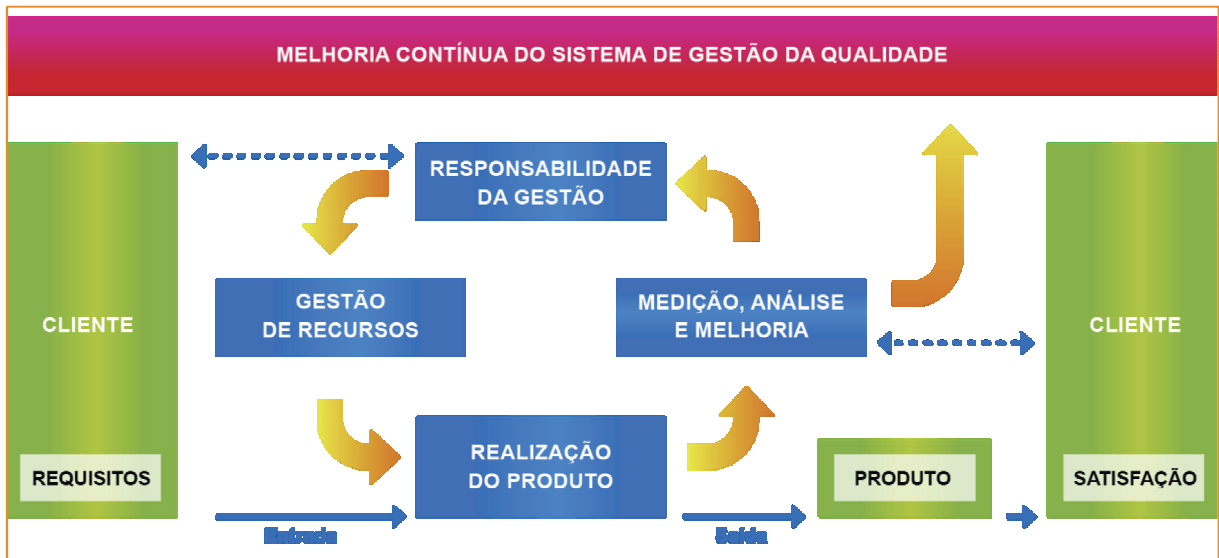 MELHORIA CONTÍNUA DO SISTEMA DE GESTÃO DA QUALIDADE
RESPONSABILIDADE
DA GESTÃO
GESTÃO
DE RECURSOS
MEDIÇÃO, ANÁLISE
E MELHORIA
CLIENTE
CLIENTE
REALIZAÇÃO
DO PRODUTO
REQUISITOS
PRODUTO
SATISFAÇÃO
Entrada
Saída